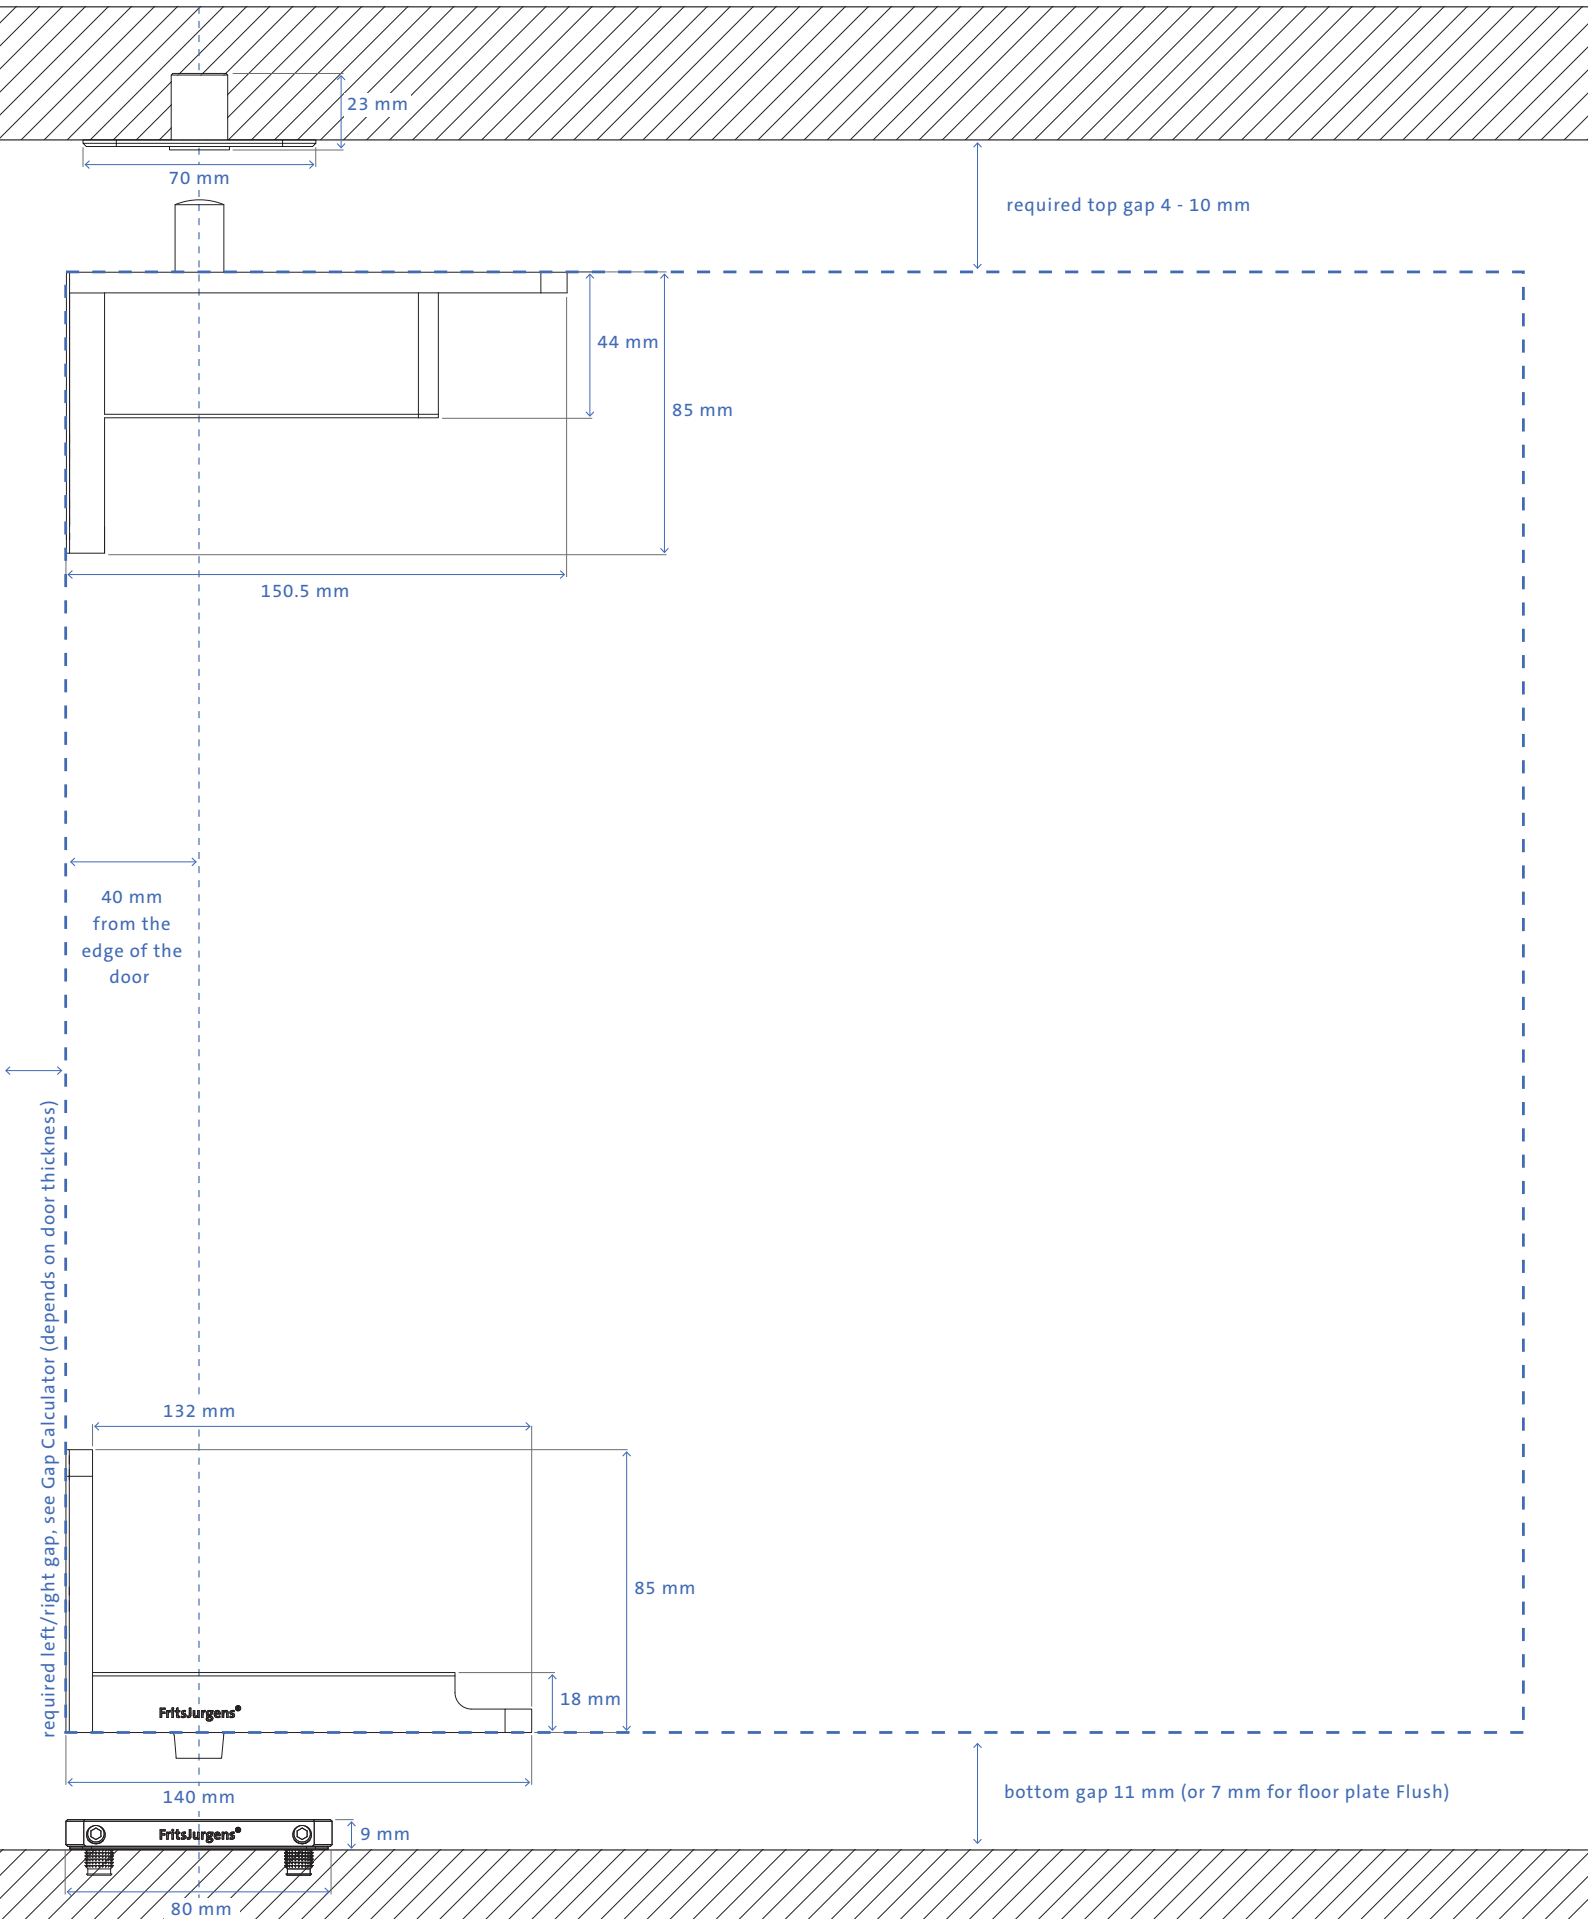 23 mm
70 mm
required top gap 4 - 10 mm
44 mm
85 mm
150.5 mm
40 mm
from the
edge of the
door
required left/right gap, see Gap Calculator (depends on door thickness)
132 mm
85 mm
18 mm
FritsJurgens®
140 mm
bottom gap 11 mm (or 7 mm for floor plate Flush)
FritsJurgens®
9 mm
80 mm